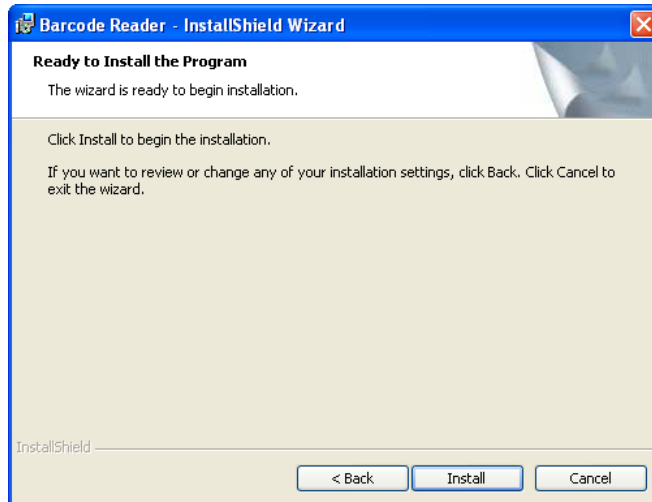 Barcode Reader - InstallShield Wizard
Ready to Install the Program
The wizard is ready to begin installation.
Click Install to begin the installation.
If you want to review or change any of your installation settings, click Back. Click Cancel to
exit the wizard.
InstallShield
< Back
Install
Cancel